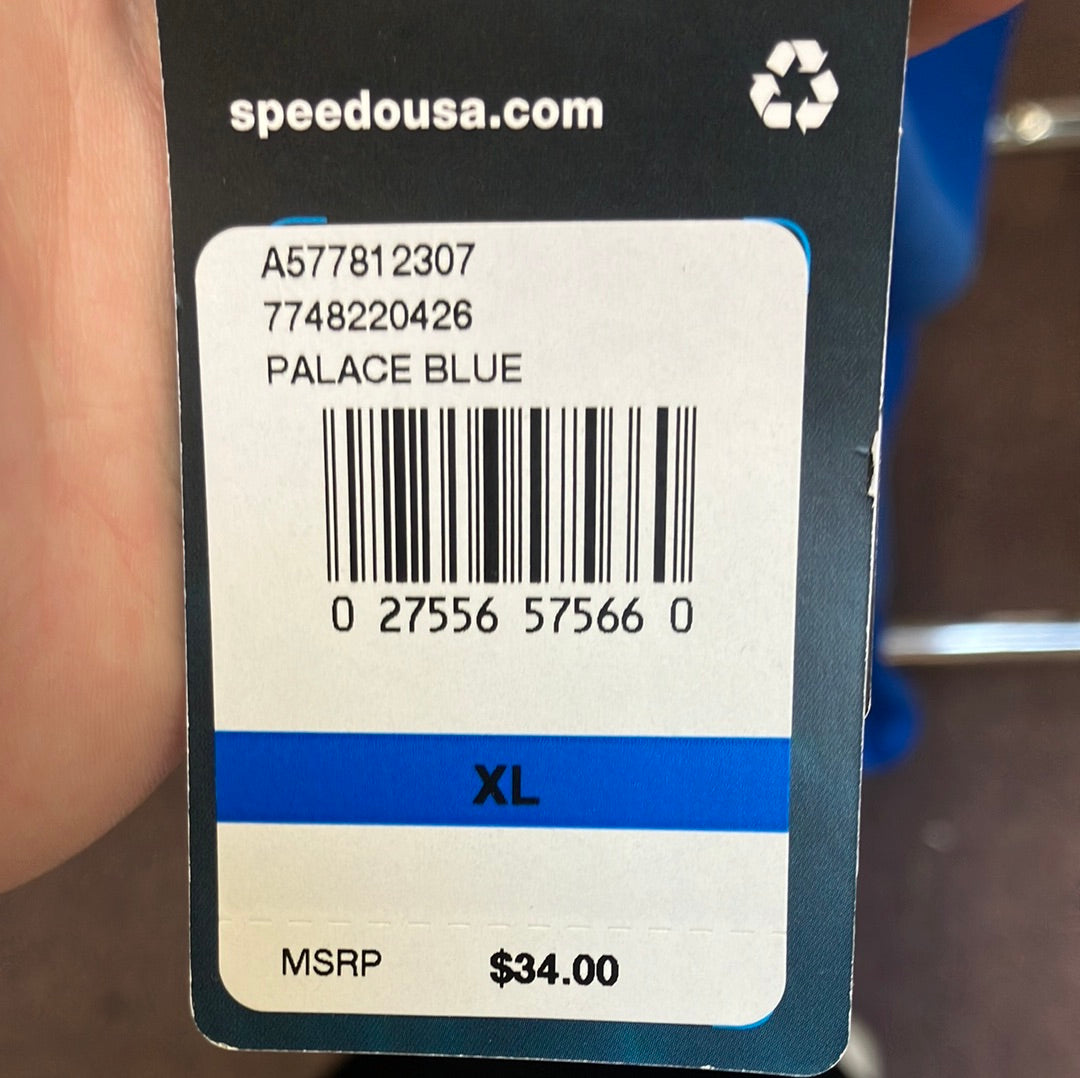 speedousa.com
A577812307
7748220426
PALACE BLUE
0 27556 57566 0
XL
MSRP $34.00